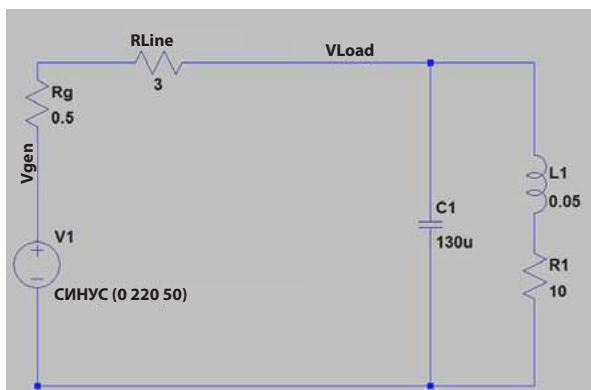 RLine
VLoad
3
Rg
0.5
Vgen
V1
СИНУС (0 220 50)
C1
130u
L1
0.05
R1
10